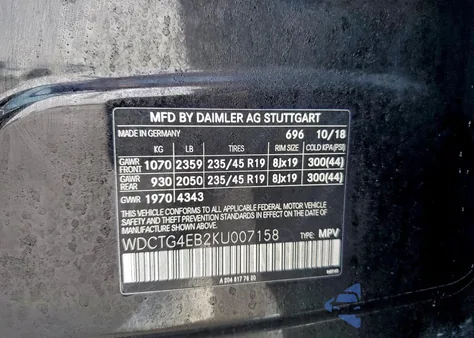 MFD BY DAIMLER AG STUTTGART
MADE IN GERMANY 696 10/18
KG LB TIRES RIM SIZE COLD KPA(PSI)
GAWR FRONT 1070 2359 235/45 R19 8Jx19 300(44)
GAWR REAR 930 2050 235/45 R19 8Jx19 300(44)
GVWR 1970 4343
THIS VEHICLE CONFORMS TO ALL APPLICABLE FEDERAL MOTOR VEHICLE
SAFETY AND THEFT PREVENTION STANDARDS IN EFFECT ON THE DATE OF
MANUFACTURE SHOWN ABOVE.
WDCTG4EB2KU007158 TYPE: MPV